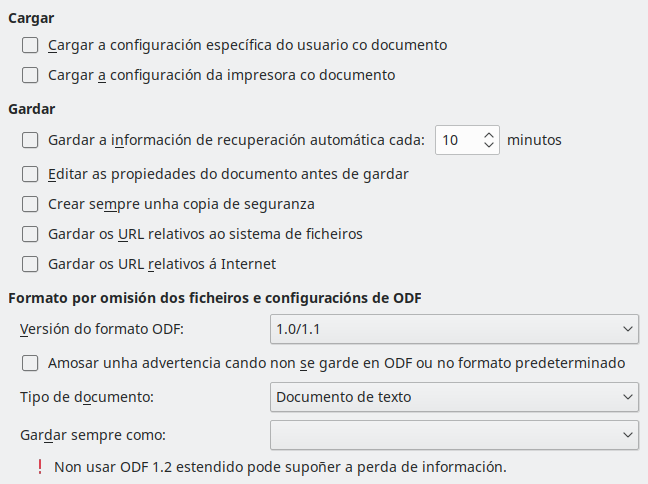 Cargar
Cargar a configuración específica do usuario co documento
Cargar a configuración da impresora co documento
Gardar
Gardar a información de recuperación automática cada: 10 minutos
Editar as propiedades do documento antes de gardar
Crear sempre unha copia de seguranza
Gardar os URL relativos ao sistema de ficheiros
Gardar os URL relativos á Internet
Formato por omisión dos ficheiros e configuracións de ODF
Versión do formato ODF: 1.0/1.1
Amosar unha advertencia cando non se garde en ODF ou no formato predeterminado
Tipo de documento: Documento de texto
Gardar sempre como:
! Non usar ODF 1.2 estendido pode supoñer a perda de información.